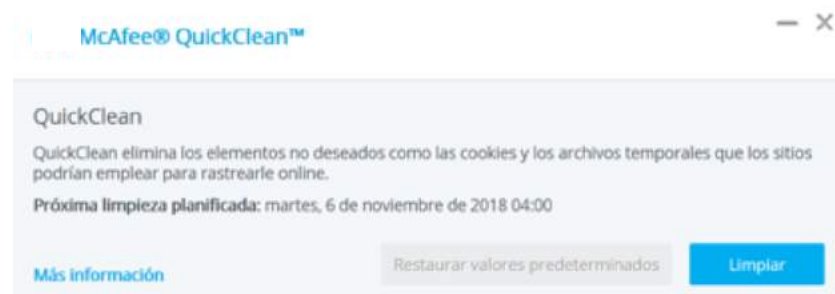 McAfee® QuickClean™
QuickClean
QuickClean elimina los elementos no deseados como las cookies y los archivos temporales que los sitios
podrían emplear para rastrearle online.
Próxima limpieza planificada: martes, 6 de noviembre de 2018 04:00
Restaurar valores predeterminados
Limpiar
Más información